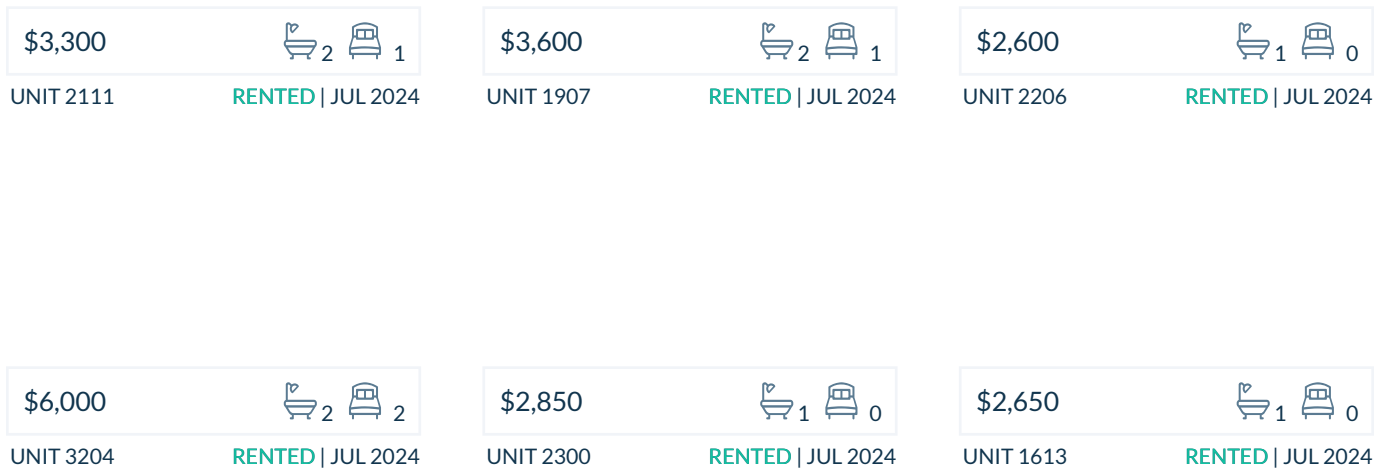 $3,300 2 1
UNIT 2111 RENTED | JUL 2024
$3,600 2 1
UNIT 1907 RENTED | JUL 2024
$2,600 1 0
UNIT 2206 RENTED | JUL 2024
$6,000 2 2
UNIT 3204 RENTED | JUL 2024
$2,850 1 0
UNIT 2300 RENTED | JUL 2024
$2,650 1 0
UNIT 1613 RENTED | JUL 2024